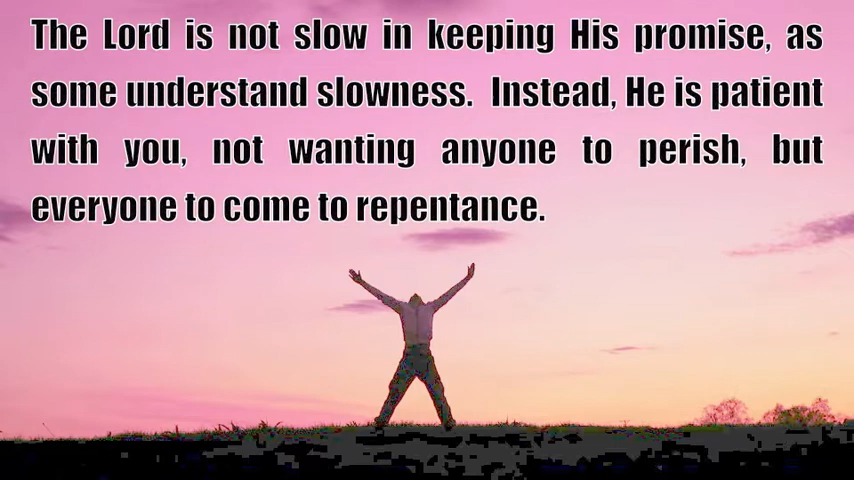 The Lord is not slow in keeping His promise, as
some understand slowness. Instead, He is patient
with you, not wanting anyone to perish, but
everyone to come to repentance.